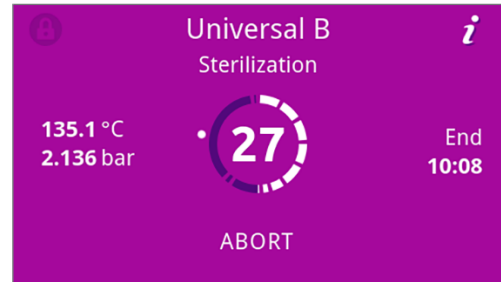 Universal B
i
Sterilization
135.1 °C
2.136 bar
27
End
10:08
ABORT